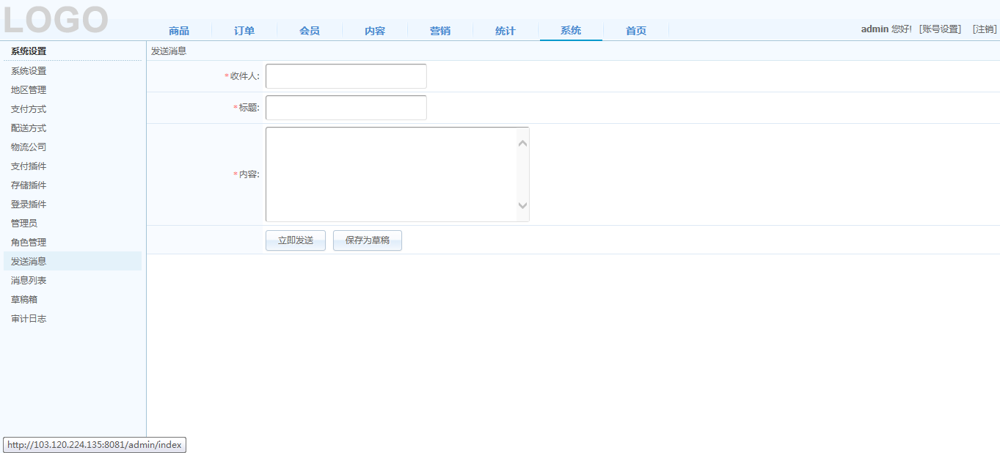 LOGO
商品 订单 会员 内容 营销 统计 系统 首页
admin 您好! [账号设置] [注销]
系统设置
系统设置
地区管理
支付方式
配送方式
物流公司
支付插件
存储插件
登录插件
管理员
角色管理
发送消息
消息列表
草稿箱
审计日志
发送消息
*收件人:
*标题:
*内容:
立即发送 保存为草稿
http://103.120.224.135:8081/admin/index